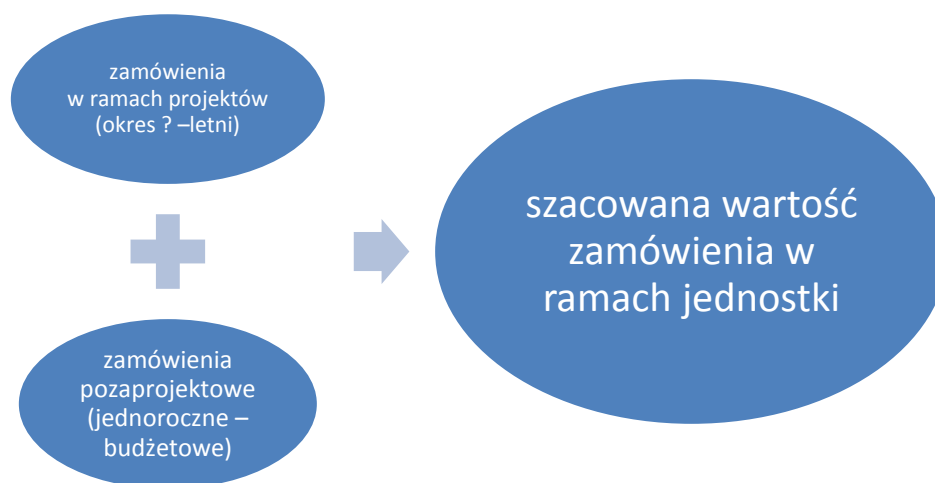 zamówienia
w ramach projektów
(okres ? –letni)
zamówienia
pozaprojektowe
(jednoroczne –
budżetowe)
szacowana wartość
zamówienia w
ramach jednostki